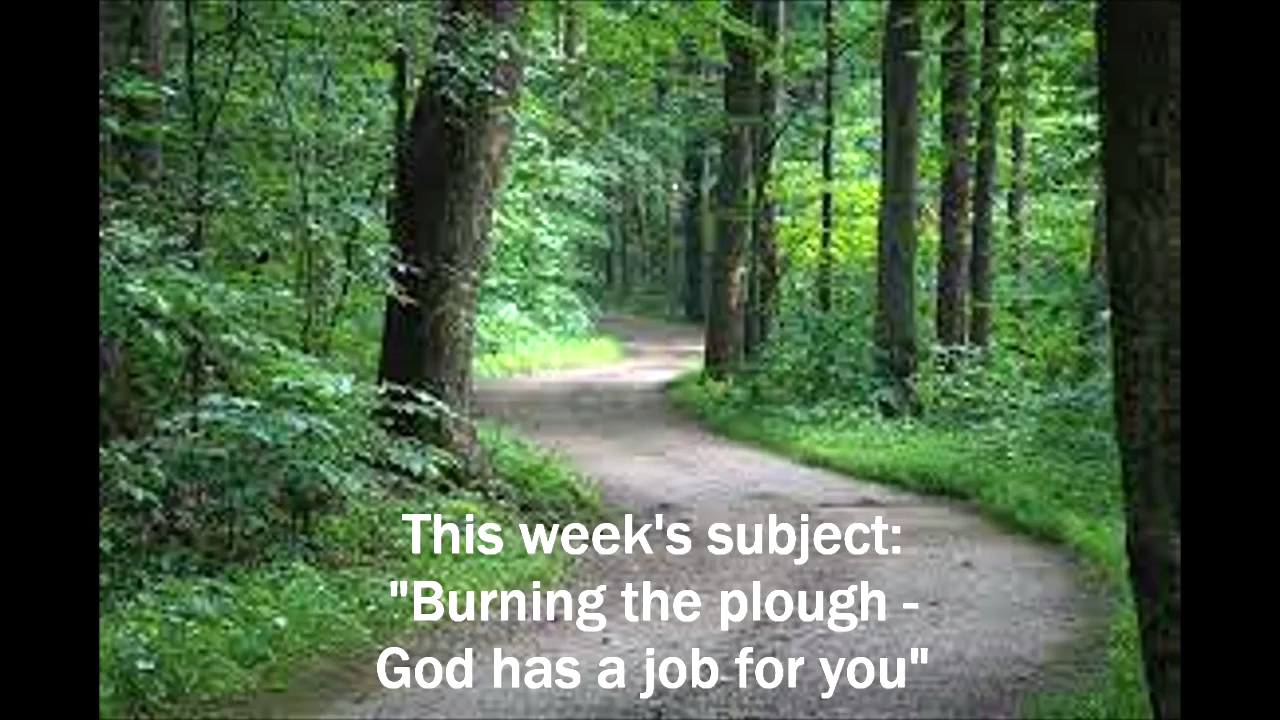 This week's subject:
"Burning the plough -
God has a job for you"